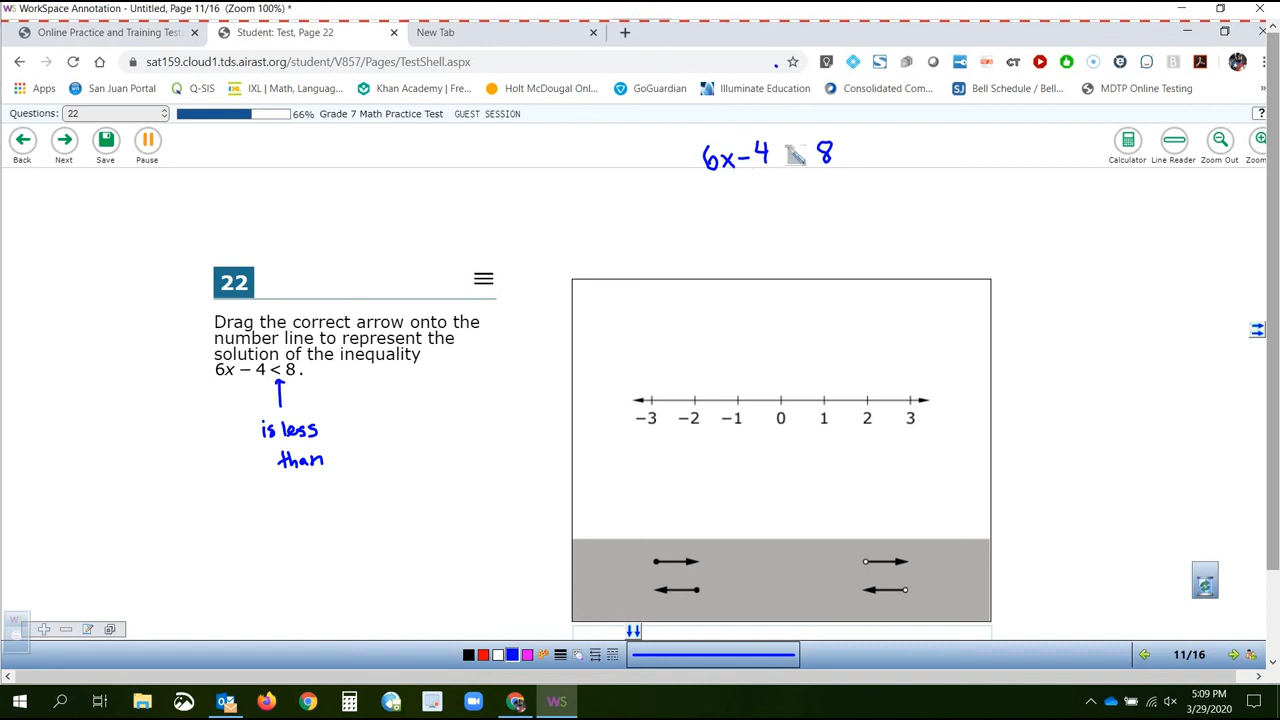 WorkSpace Annotation - Untitled, Page 11/16 (Zoom 100%) *
Online Practice and Training Test
Student: Test, Page 22
New Tab
sat159.cloud1.tds.airast.org/student/V857/Pages/TestShell.aspx
Apps
San Juan Portal
Q-SIS
IXL | Math, Languag...
Khan Academy | Fre...
Holt McDougal Onl...
GoGuardian
Illuminate Education
Consolidated Com...
Bell Schedule / Bell...
MDTP Online Testing
Questions: 22
66% Grade 7 Math Practice Test GUEST SESSION
Back
Next
Save
Pause
6x-4 8
Calculator
Line Reader
Zoom Out
Zoom
22
Drag the correct arrow onto the
number line to represent the
solution of the inequality
6x − 4 < 8 .
is less
than
−3 −2 −1 0 1 2 3
11/16
5:09 PM
3/29/2020